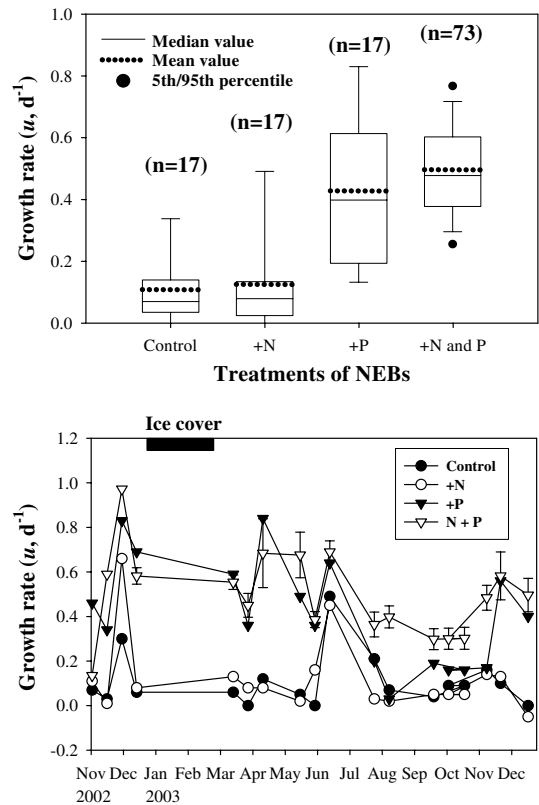 1.0
0.8
0.6
0.4
0.2
0.0
Growth rate (u, d-1)
Median value
Mean value
5th/95th percentile
(n=17)
(n=17)
(n=17)
(n=73)
Control
+N
+P
+N and P
Treatments of NEBs
Ice cover
1.2
1.0
0.8
0.6
0.4
0.2
0.0
-0.2
Growth rate (u, d-1)
Control
+N
+P
N + P
Nov Dec Jan Feb Mar Apr May Jun Jul Aug Sep Oct Nov Dec
2002 2003